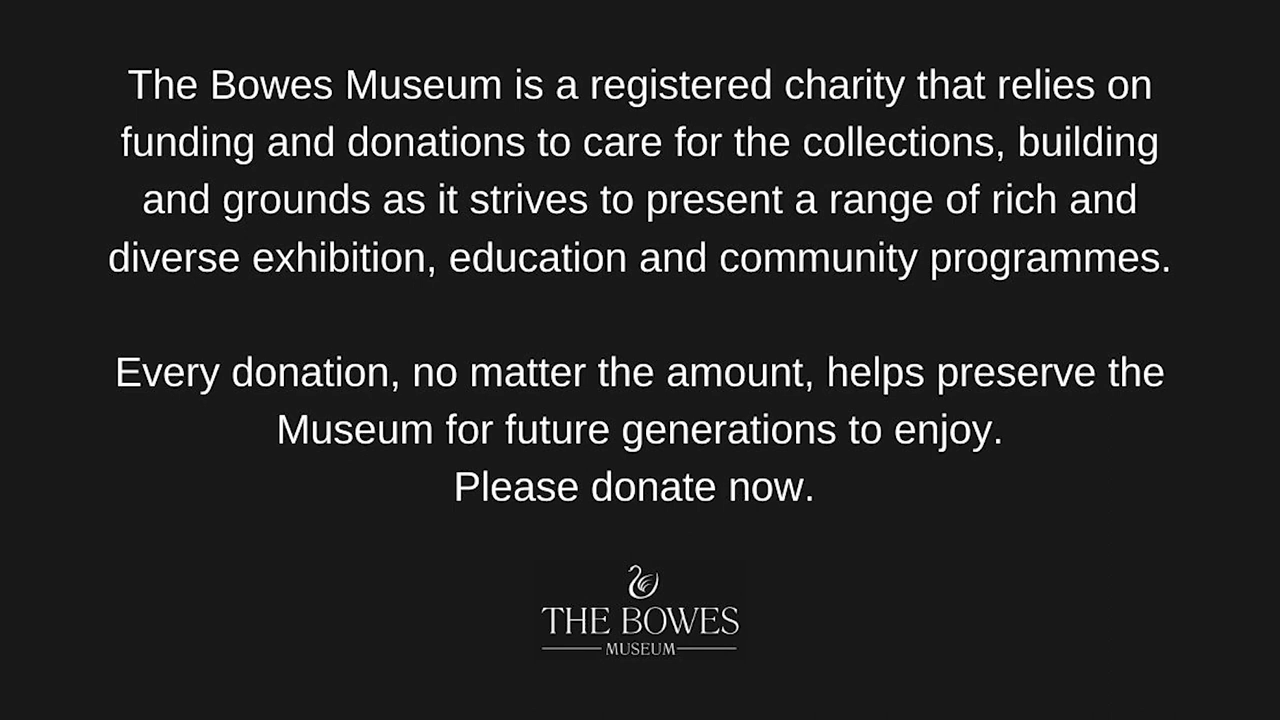 The Bowes Museum is a registered charity that relies on
funding and donations to care for the collections, building
and grounds as it strives to present a range of rich and
diverse exhibition, education and community programmes.
Every donation, no matter the amount, helps preserve the
Museum for future generations to enjoy.
Please donate now.
THE BOWES
MUSEUM